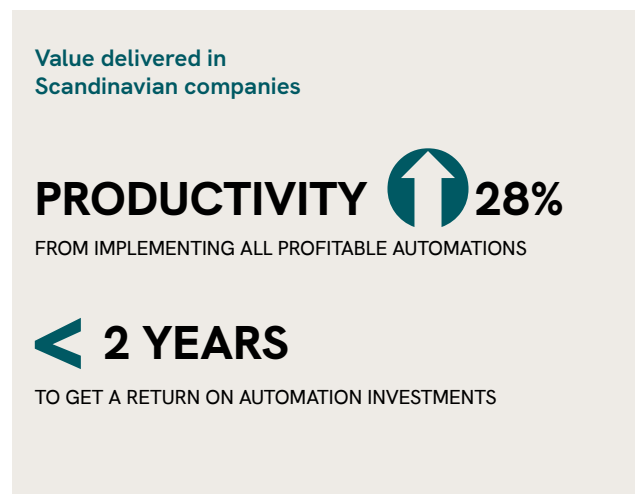 Value delivered in
Scandinavian companies
PRODUCTIVITY 28%
FROM IMPLEMENTING ALL PROFITABLE AUTOMATIONS
< 2 YEARS
TO GET A RETURN ON AUTOMATION INVESTMENTS